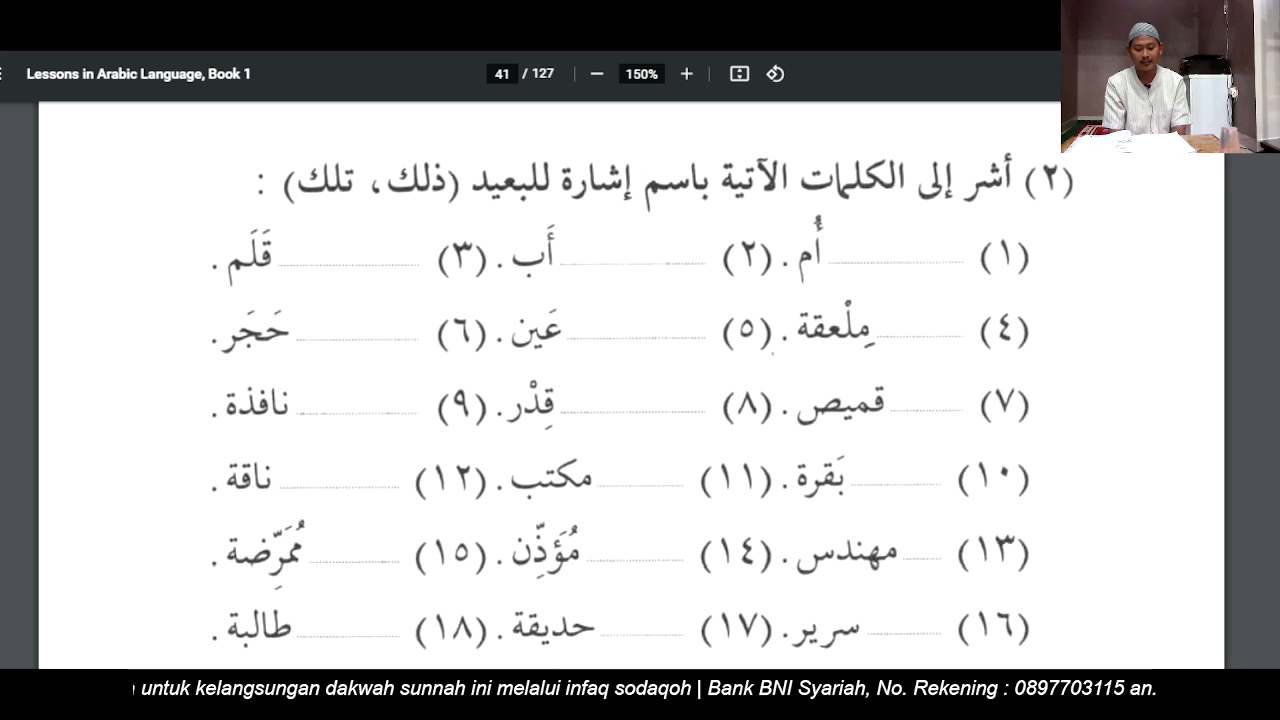 Lessons in Arabic Language, Book 1
41 / 127
150%
(٢) أشر إلى الكلمات الآتية باسم إشارة للبعيد (ذلك، تلك) :
(١) أُم . (٢) أَب . (٣) قَلَم .
(٤) مِلْعقة . (٥) عَين . (٦) حَجَر .
(٧) قميص . (٨) قِدْر . (٩) نافذة .
(١٠) بَقرة . (١١) مكتب . (١٢) ناقة .
(١٣) مهندس . (١٤) مُؤَذِّن . (١٥) مُمَرِّضة .
(١٦) سرير . (١٧) حديقة . (١٨) طالبة .
untuk kelangsungan dakwah sunnah ini melalui infaq sodaqoh | Bank BNI Syariah, No. Rekening : 0897703115 an.